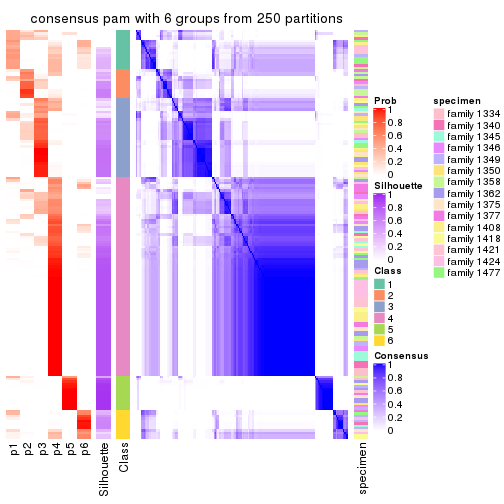 consensus pam with 6 groups from 250 partitions
Prob
1
0.8
0.6
0.4
0.2
0
Silhouette
1
0.8
0.6
0.4
0.2
0
Class
1
2
3
4
5
6
Consensus
1
0.8
0.6
0.4
0.2
0
specimen
family 1334
family 1340
family 1345
family 1346
family 1349
family 1350
family 1358
family 1362
family 1375
family 1377
family 1408
family 1418
family 1421
family 1424
family 1477
p1
p2
p3
p4
p5
p6
Silhouette
Class
specimen